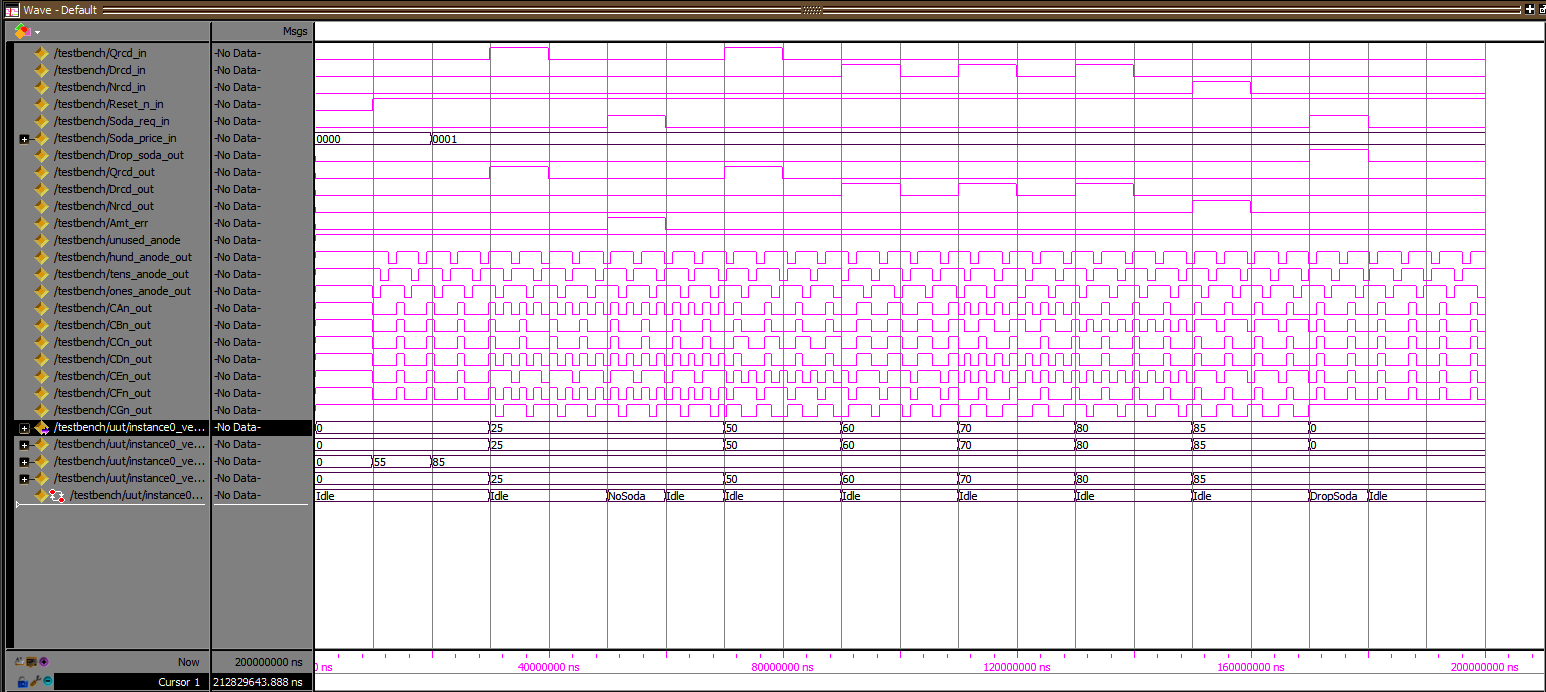 Wave - Default
Msgs
/testbench/Qrcd_in -No Data-
/testbench/Drcd_in -No Data-
/testbench/Nrcd_in -No Data-
/testbench/Reset_n_in -No Data-
/testbench/Soda_req_in -No Data-
/testbench/Soda_price_in -No Data- 0000 0001
/testbench/Drop_soda_out -No Data-
/testbench/Qrcd_out -No Data-
/testbench/Drcd_out -No Data-
/testbench/Nrcd_out -No Data-
/testbench/Amt_err -No Data-
/testbench/unused_anode -No Data-
/testbench/hund_anode_out -No Data-
/testbench/tens_anode_out -No Data-
/testbench/ones_anode_out -No Data-
/testbench/CAn_out -No Data-
/testbench/CBn_out -No Data-
/testbench/CCn_out -No Data-
/testbench/CDn_out -No Data-
/testbench/CEn_out -No Data-
/testbench/CFn_out -No Data-
/testbench/CGn_out -No Data-
/testbench/uut/instance0_ve... -No Data- 0 25 50 60 70 80 85 0
/testbench/uut/instance0_ve... -No Data- 0 25 50 60 70 80 85 0
/testbench/uut/instance0_ve... -No Data- 0 55 85
/testbench/uut/instance0_ve... -No Data- 0 25 50 60 70 80 85
/testbench/uut/instance0... -No Data- Idle Idle NoSoda Idle Idle Idle Idle Idle Idle DropSoda Idle
Now 200000000 ns 0 ns 40000000 ns 80000000 ns 120000000 ns 160000000 ns 200000000 ns
Cursor 1 212829643.888 ns